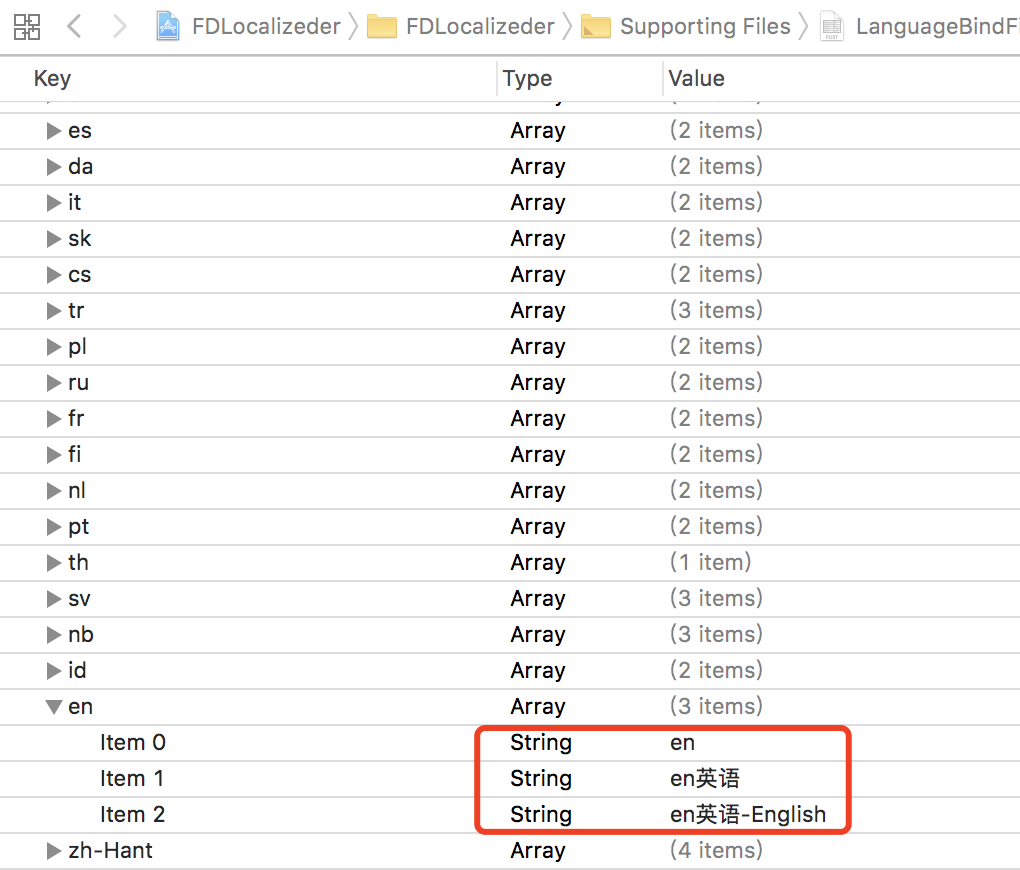 FDLocalizeder FDLocalizeder Supporting Files LanguageBindFi
Key Type Value
es Array (2 items)
da Array (2 items)
it Array (2 items)
sk Array (2 items)
cs Array (2 items)
tr Array (3 items)
pl Array (2 items)
ru Array (2 items)
fr Array (2 items)
fi Array (2 items)
nl Array (2 items)
pt Array (2 items)
th Array (1 item)
sv Array (3 items)
nb Array (3 items)
id Array (2 items)
en Array (3 items)
Item 0 String en
Item 1 String en英语
Item 2 String en英语-English
zh-Hant Array (4 items)